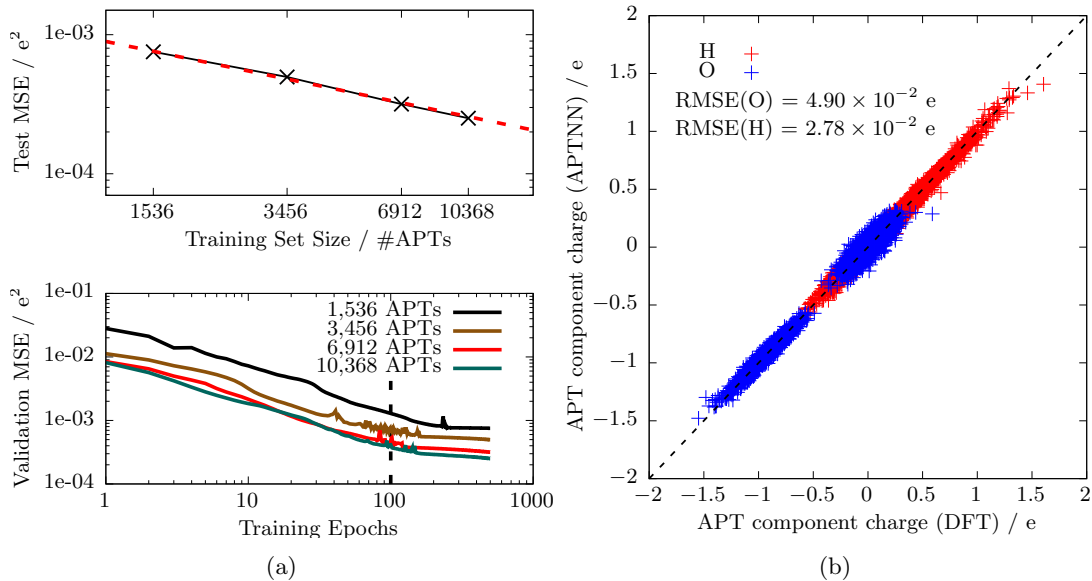 1e-03
1e-04
Test MSE / e²
1536 3456 6912 10368
Training Set Size / #APTs
1e-01
1e-02
1e-03
1e-04
Validation MSE / e²
1,536 APTs
3,456 APTs
6,912 APTs
10,368 APTs
1 10 100 1000
Training Epochs
(a)
2
1.5
1
0.5
0
−0.5
−1
−1.5
−2
APT component charge (APTNN) / e
H
O
RMSE(O) = 4.90 × 10⁻² e
RMSE(H) = 2.78 × 10⁻² e
−2 −1.5 −1 −0.5 0 0.5 1 1.5 2
APT component charge (DFT) / e
(b)